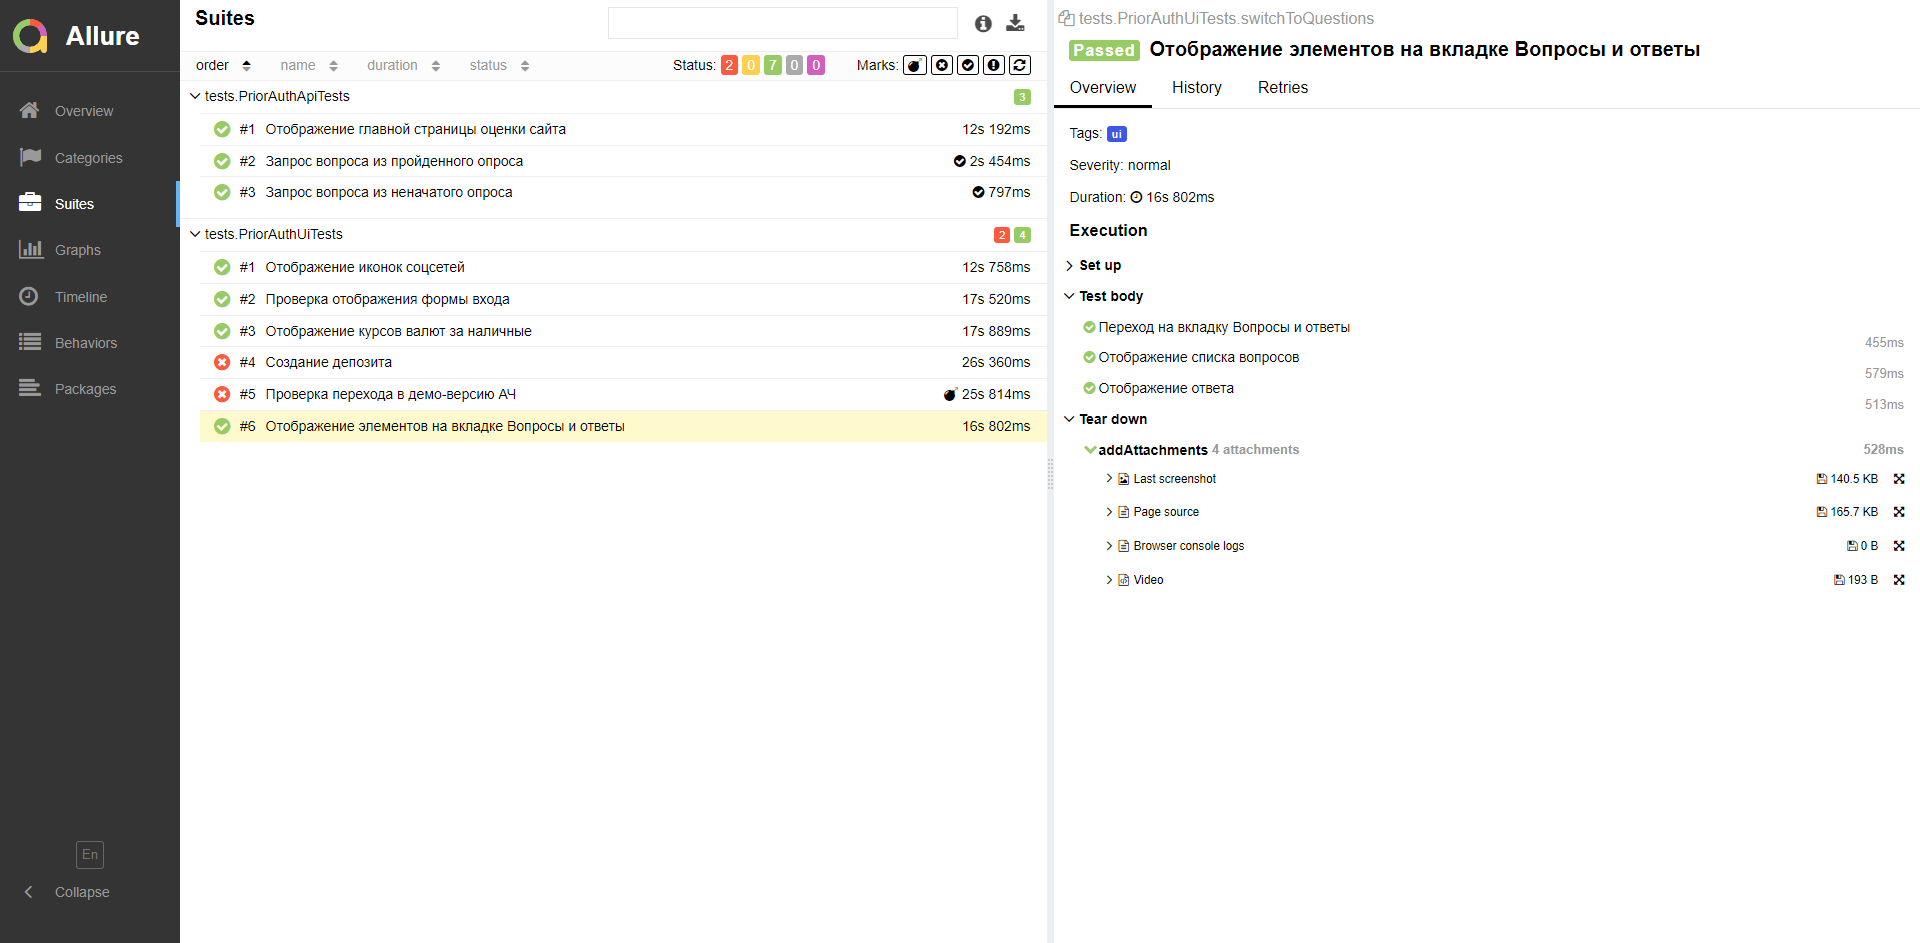 Allure
Overview
Categories
Suites
Graphs
Timeline
Behaviors
Packages
En
Collapse
Suites
order name duration status Status: 2 0 7 0 0 Marks:
tests.PriorAuthApiTests 3
#1 Отображение главной страницы оценки сайта 12s 192ms
#2 Запрос вопроса из пройденного опроса 2s 454ms
#3 Запрос вопроса из неначатого опроса 797ms
tests.PriorAuthUiTests 2 4
#1 Отображение иконок соцсетей 12s 758ms
#2 Проверка отображения формы входа 17s 520ms
#3 Отображение курсов валют за наличные 17s 889ms
#4 Создание депозита 26s 360ms
#5 Проверка перехода в демо-версию АЧ 25s 814ms
#6 Отображение элементов на вкладке Вопросы и ответы 16s 802ms
tests.PriorAuthUiTests.switchToQuestions
Passed Отображение элементов на вкладке Вопросы и ответы
Overview History Retries
Tags: ui
Severity: normal
Duration: 16s 802ms
Execution
Set up
Test body
Переход на вкладку Вопросы и ответы
455ms
Отображение списка вопросов
579ms
Отображение ответа
513ms
Tear down
addAttachments 4 attachments 528ms
Last screenshot 140.5 KB
Page source 165.7 KB
Browser console logs 0 B
Video 193 B